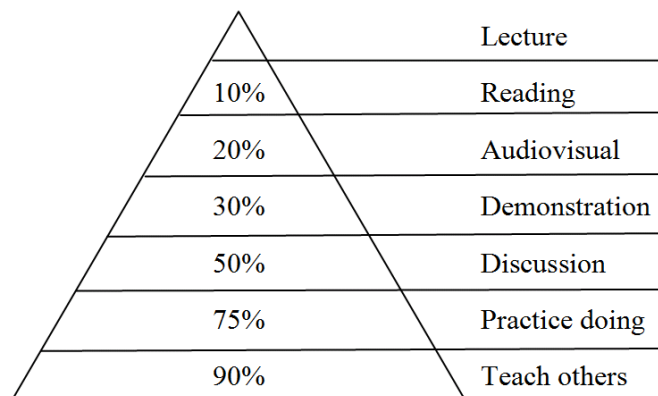 Lecture
10% Reading
20% Audiovisual
30% Demonstration
50% Discussion
75% Practice doing
90% Teach others